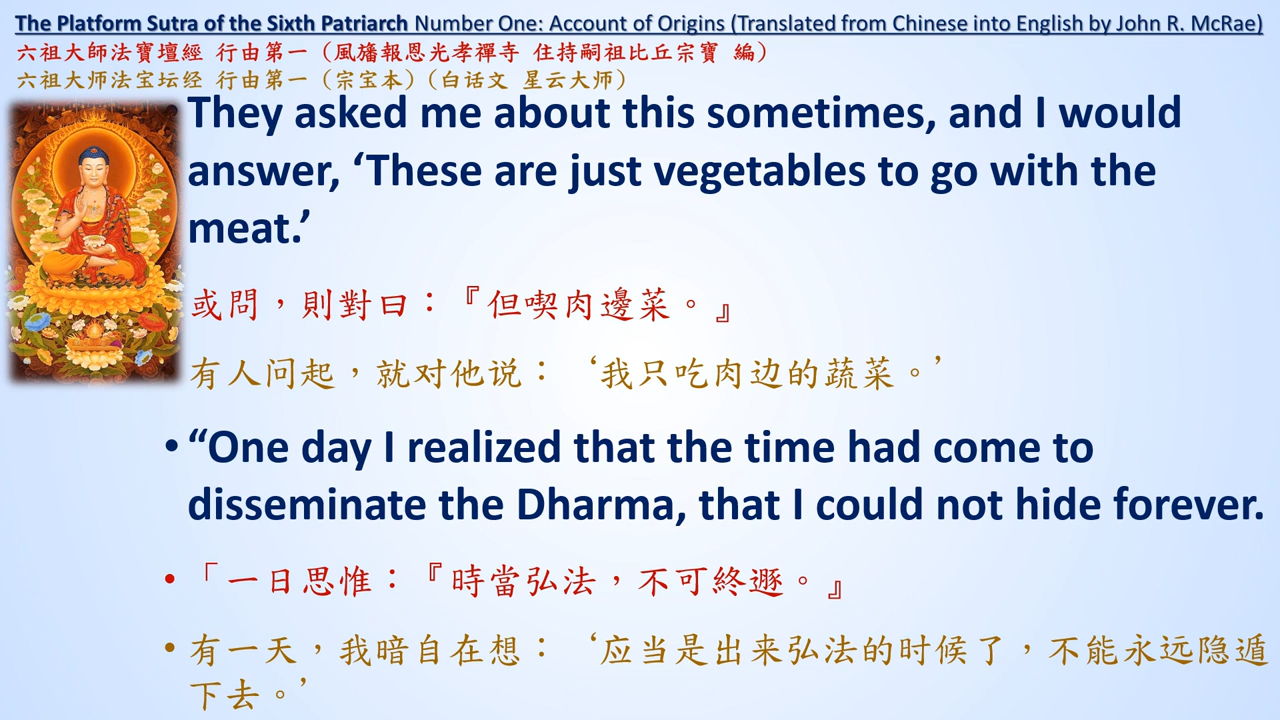 The Platform Sutra of the Sixth Patriarch Number One: Account of Origins (Translated from Chinese into English by John R. McRae)
六祖大師法寶壇經 行由第一（風旛報恩光孝禪寺 住持嗣祖比丘宗寶 編）
六祖大师法宝坛经 行由第一（宗宝本）（白话文 星云大师）
• They asked me about this sometimes, and I would
answer, ‘These are just vegetables to go with the
meat.’
或問，則對曰：『但喫肉邊菜。』
有人问起，就对他说：‘我只吃肉边的蔬菜。’
• “One day I realized that the time had come to
disseminate the Dharma, that I could not hide forever.
• 「一日思惟：『時當弘法，不可終遯。』
• 有一天，我暗自在想：‘应当是出来弘法的时候了，不能永远隐遁
下去。’